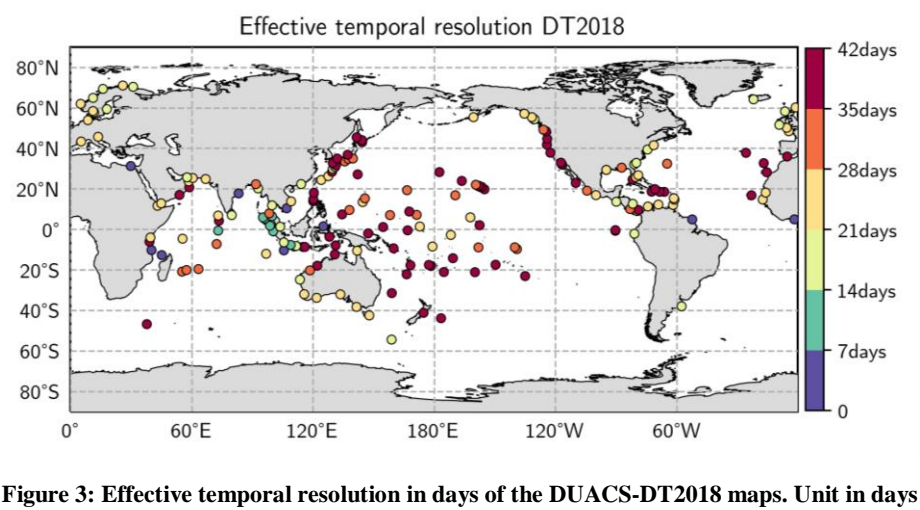 Effective temporal resolution DT2018
80°N
60°N
40°N
20°N
0°
20°S
40°S
60°S
80°S
0°
60°E
120°E
180°E
120°W
60°W
42days
35days
28days
21days
14days
7days
0
Figure 3: Effective temporal resolution in days of the DUACS-DT2018 maps. Unit in days